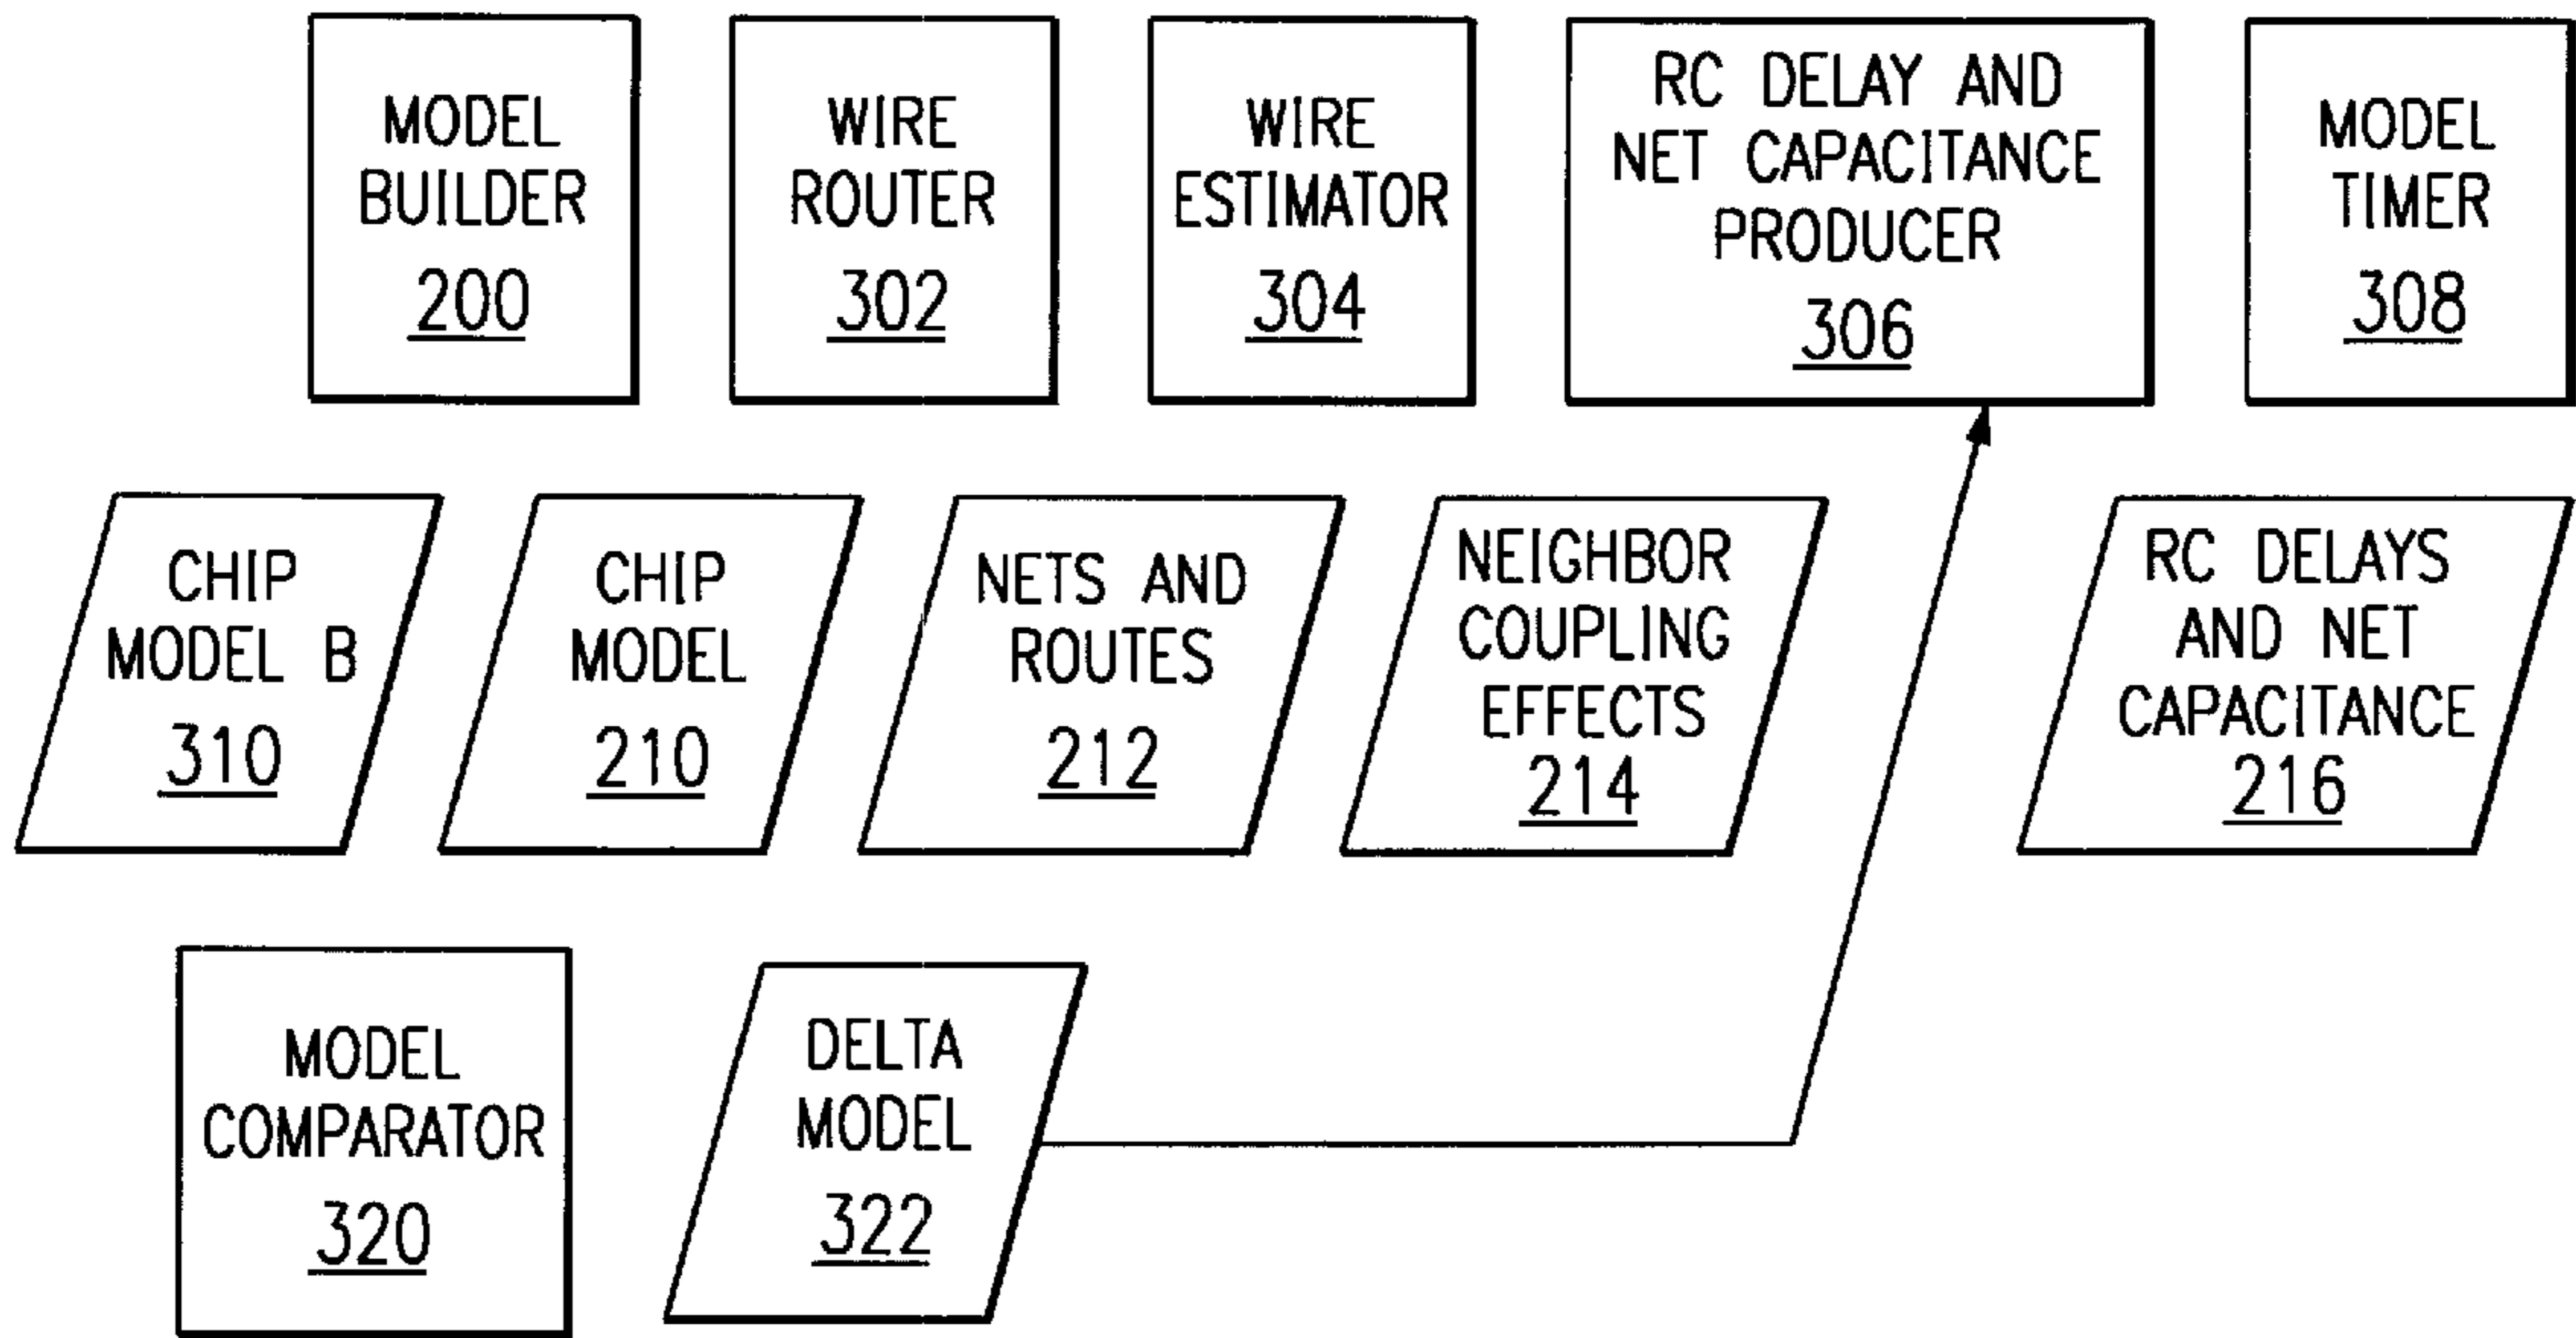 MODEL
BUILDER
200
WIRE
ROUTER
302
WIRE
ESTIMATOR
304
RC DELAY AND
NET CAPACITANCE
PRODUCER
306
MODEL
TIMER
308
CHIP
MODEL B
310
CHIP
MODEL
210
NETS AND
ROUTES
212
NEIGHBOR
COUPLING
EFFECTS
214
RC DELAYS
AND NET
CAPACITANCE
216
MODEL
COMPARATOR
320
DELTA
MODEL
322